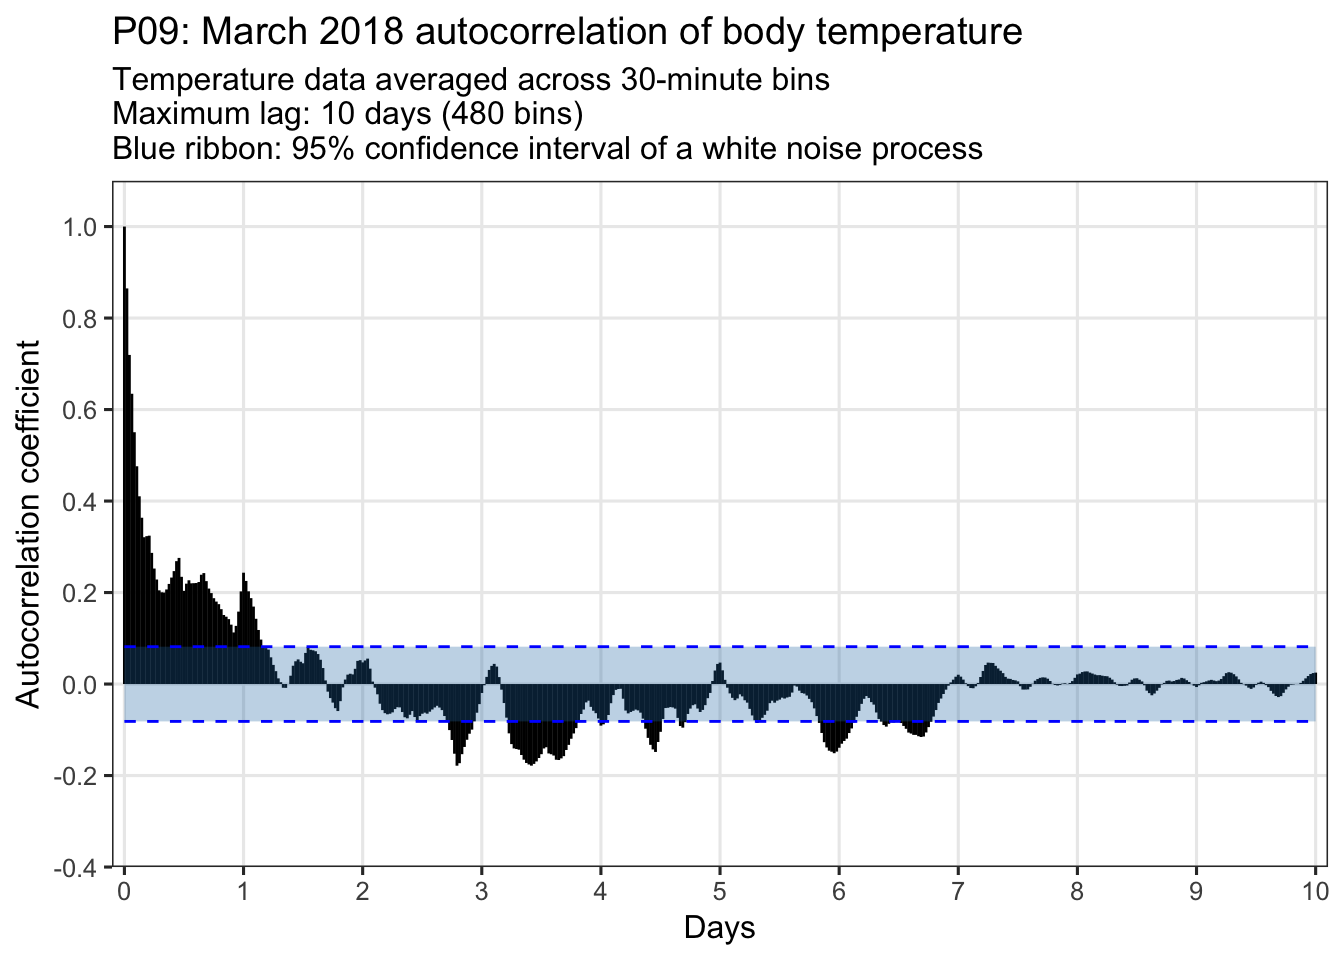 P09: March 2018 autocorrelation of body temperature
Temperature data averaged across 30-minute bins
Maximum lag: 10 days (480 bins)
Blue ribbon: 95% confidence interval of a white noise process
Autocorrelation coefficient
1.0
0.8
0.6
0.4
0.2
0.0
-0.2
-0.4
0 1 2 3 4 5 6 7 8 9 10
Days